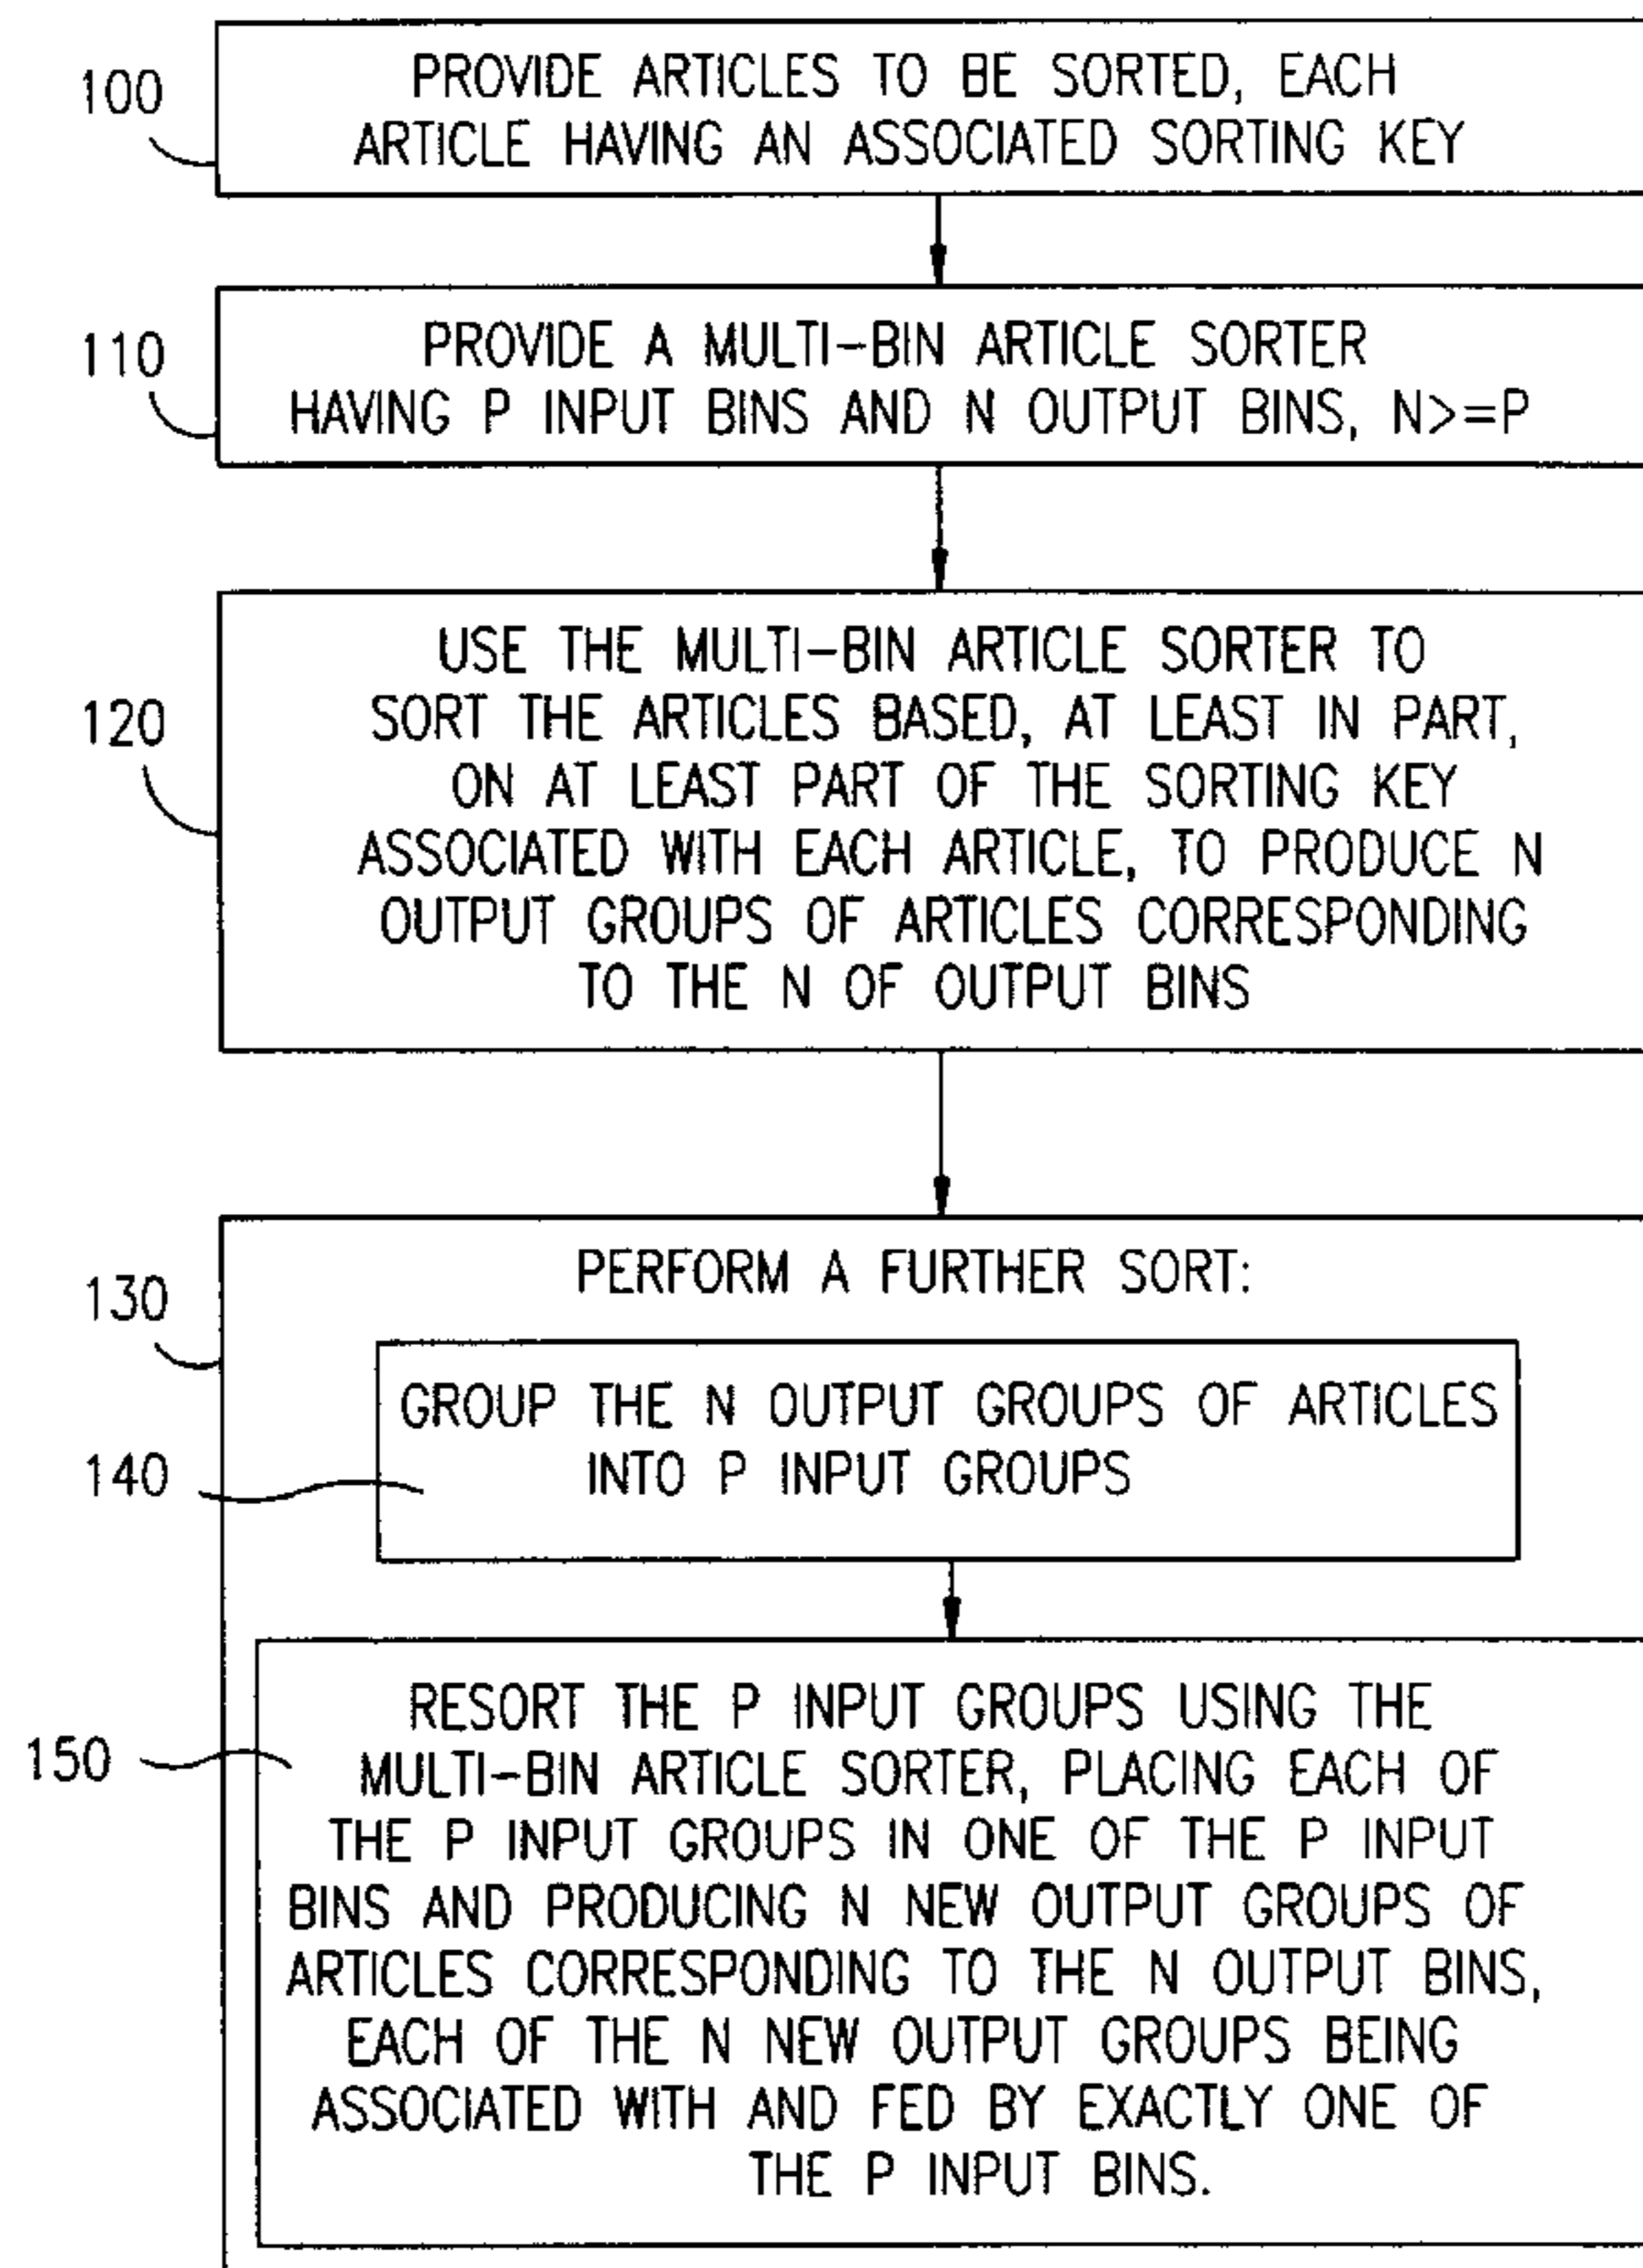 100
PROVIDE ARTICLES TO BE SORTED, EACH
ARTICLE HAVING AN ASSOCIATED SORTING KEY
110
PROVIDE A MULTI-BIN ARTICLE SORTER
HAVING P INPUT BINS AND N OUTPUT BINS, N>=P
120
USE THE MULTI-BIN ARTICLE SORTER TO
SORT THE ARTICLES BASED, AT LEAST IN PART,
ON AT LEAST PART OF THE SORTING KEY
ASSOCIATED WITH EACH ARTICLE, TO PRODUCE N
OUTPUT GROUPS OF ARTICLES CORRESPONDING
TO THE N OF OUTPUT BINS
130
PERFORM A FURTHER SORT:
140
GROUP THE N OUTPUT GROUPS OF ARTICLES
INTO P INPUT GROUPS
150
RESORT THE P INPUT GROUPS USING THE
MULTI-BIN ARTICLE SORTER, PLACING EACH OF
THE P INPUT GROUPS IN ONE OF THE P INPUT
BINS AND PRODUCING N NEW OUTPUT GROUPS OF
ARTICLES CORRESPONDING TO THE N OUTPUT BINS,
EACH OF THE N NEW OUTPUT GROUPS BEING
ASSOCIATED WITH AND FED BY EXACTLY ONE OF
THE P INPUT BINS.